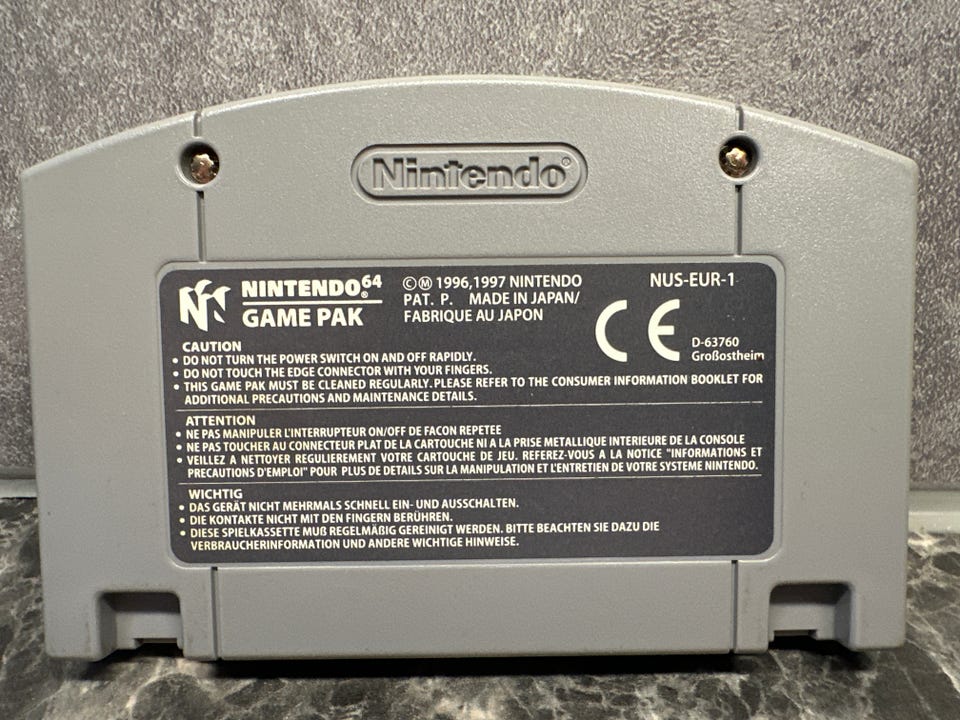 Nintendo®
NINTENDO⁶⁴®
GAME PAK
©Ⓜ 1996,1997 NINTENDO
PAT. P. MADE IN JAPAN/
FABRIQUE AU JAPON
NUS-EUR-1
CE
D-63760
Großostheim
CAUTION
• DO NOT TURN THE POWER SWITCH ON AND OFF RAPIDLY.
• DO NOT TOUCH THE EDGE CONNECTOR WITH YOUR FINGERS.
• THIS GAME PAK MUST BE CLEANED REGULARLY. PLEASE REFER TO THE CONSUMER INFORMATION BOOKLET FOR
ADDITIONAL PRECAUTIONS AND MAINTENANCE DETAILS.
ATTENTION
• NE PAS MANIPULER L'INTERRUPTEUR ON/OFF DE FACON REPETEE
• NE PAS TOUCHER AU CONNECTEUR PLAT DE LA CARTOUCHE NI A LA PRISE METALLIQUE INTERIEURE DE LA CONSOLE
• VEILLEZ A NETTOYER REGULIEREMENT VOTRE CARTOUCHE DE JEU. REFEREZ-VOUS A LA NOTICE "INFORMATIONS ET
PRECAUTIONS D'EMPLOI" POUR PLUS DE DETAILS SUR LA MANIPULATION ET L'ENTRETIEN DE VOTRE SYSTEME NINTENDO.
WICHTIG
• DAS GERÄT NICHT MEHRMALS SCHNELL EIN- UND AUSSCHALTEN.
• DIE KONTAKTE NICHT MIT DEN FINGERN BERÜHREN.
• DIESE SPIELKASSETTE MUß REGELMÄßIG GEREINIGT WERDEN. BITTE BEACHTEN SIE DAZU DIE
VERBRAUCHERINFORMATION UND ANDERE WICHTIGE HINWEISE.